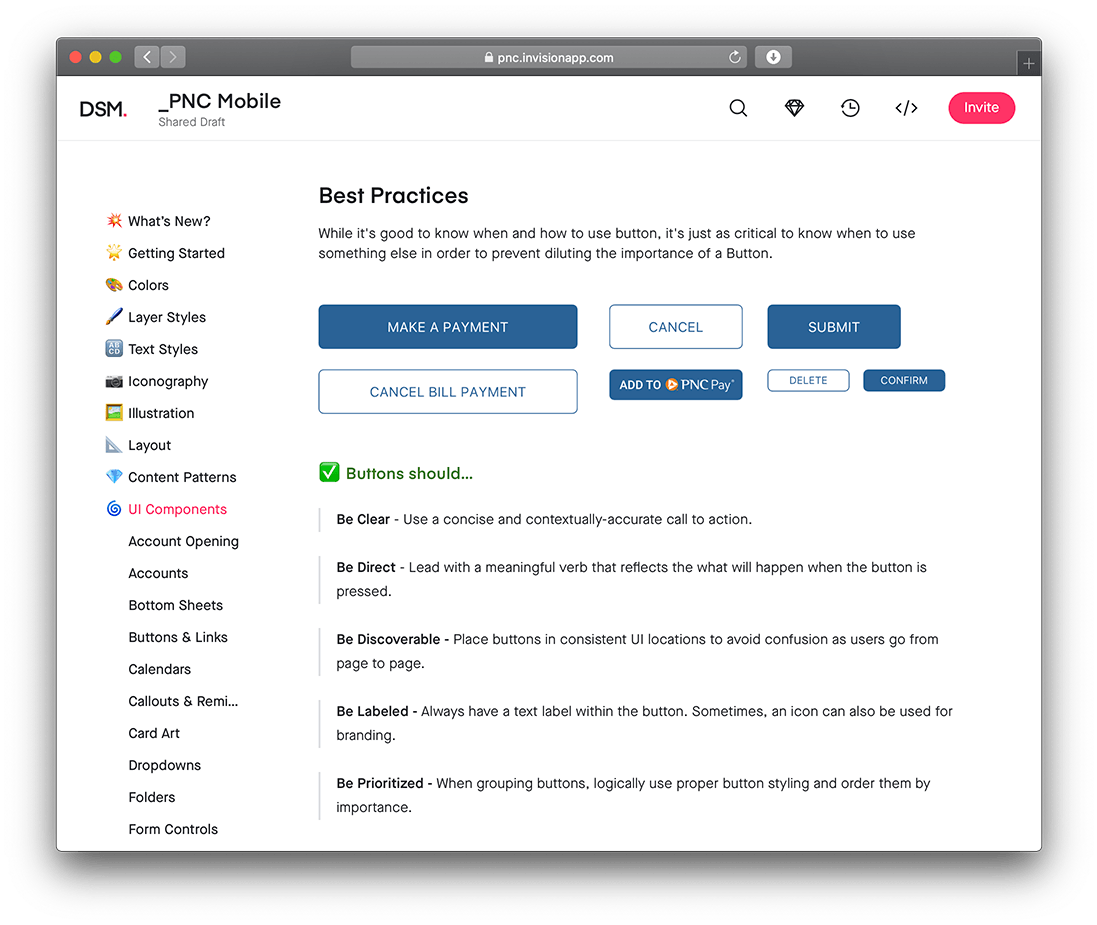 pnc.invisionapp.com
DSM.
_PNC Mobile
Shared Draft
</>
Invite
💥 What's New?
🌟 Getting Started
🎨 Colors
🖌️ Layer Styles
🔠 Text Styles
📷 Iconography
🖼️ Illustration
📐 Layout
💎 Content Patterns
🌀 UI Components
Account Opening
Accounts
Bottom Sheets
Buttons & Links
Calendars
Callouts & Remi...
Card Art
Dropdowns
Folders
Form Controls
Best Practices
While it's good to know when and how to use button, it's just as critical to know when to use
something else in order to prevent diluting the importance of a Button.
MAKE A PAYMENT
CANCEL
SUBMIT
CANCEL BILL PAYMENT
ADD TO PNC Pay
DELETE
CONFIRM
✅ Buttons should...
Be Clear - Use a concise and contextually-accurate call to action.
Be Direct - Lead with a meaningful verb that reflects the what will happen when the button is
pressed.
Be Discoverable - Place buttons in consistent UI locations to avoid confusion as users go from
page to page.
Be Labeled - Always have a text label within the button. Sometimes, an icon can also be used for
branding.
Be Prioritized - When grouping buttons, logically use proper button styling and order them by
importance.